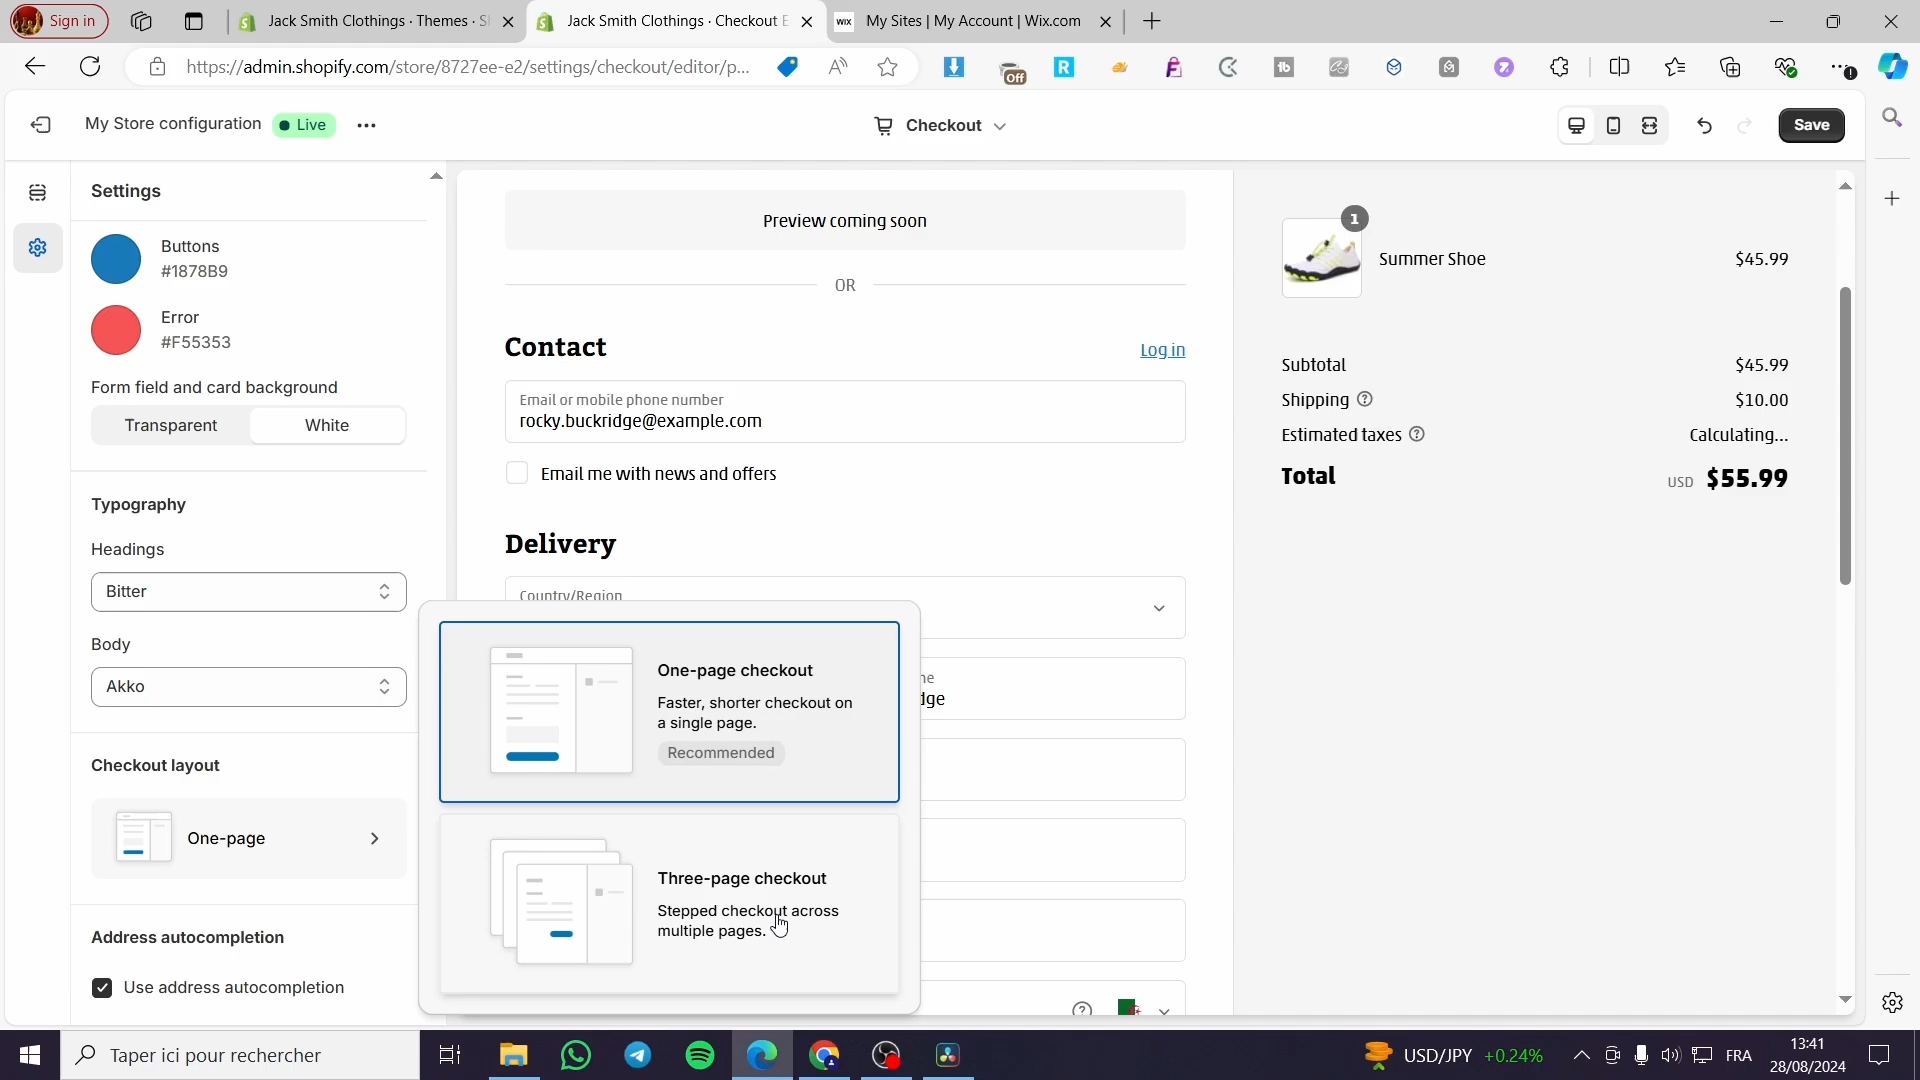 Sign in
Jack Smith Clothings · Themes · S
Jack Smith Clothings · Checkout E
WIX My Sites | My Account | Wix.com
https://admin.shopify.com/store/8727ee-e2/settings/checkout/editor/p...
Off
My Store configuration
Live
Checkout
Save
Settings
Buttons
#1878B9
Error
#F55353
Form field and card background
Transparent
White
Typography
Headings
Bitter
Body
Akko
Checkout layout
One-page
Address autocompletion
Use address autocompletion
Preview coming soon
OR
Contact
Log in
Email or mobile phone number
rocky.buckridge@example.com
Email me with news and offers
Delivery
Country/Region
One-page checkout
Faster, shorter checkout on
a single page.
Recommended
Three-page checkout
Stepped checkout across
multiple pages.
1
Summer Shoe
$45.99
Subtotal
$45.99
Shipping
$10.00
Estimated taxes
Calculating...
Total
USD $55.99
Taper ici pour rechercher
USD/JPY +0.24%
FRA
13:41
28/08/2024